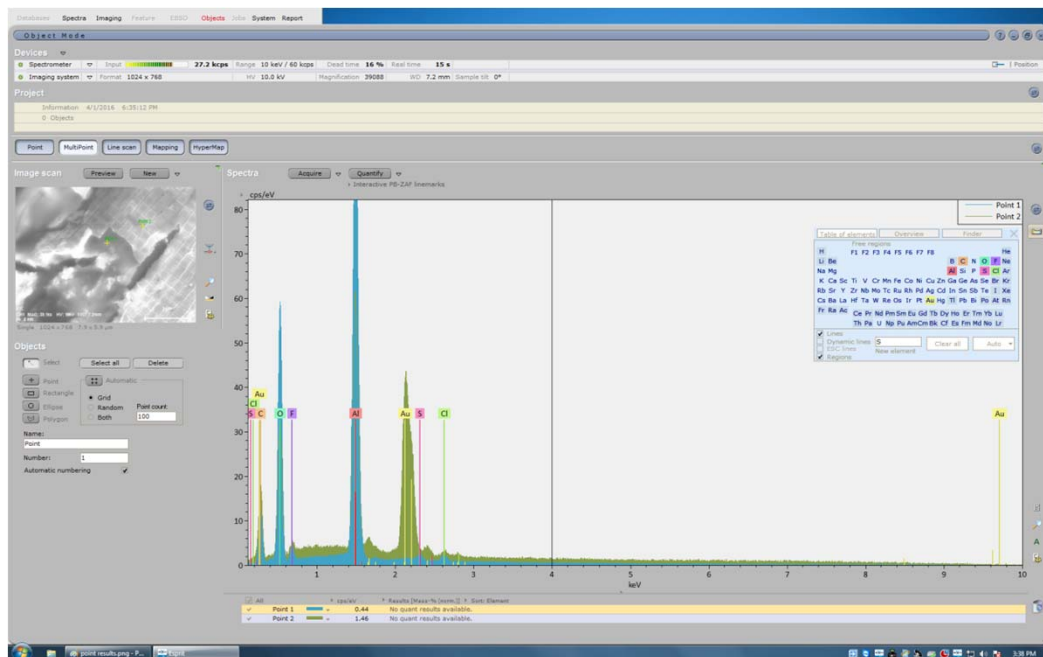 Databases Spectra Imaging Feature EBSD Objects Jobs System Report
Object Mode
Devices
Spectrometer Input 27.2 kcps Range 10 keV / 60 kcps Dead time 16 % Real time 15 s Position
Imaging system Format 1024 x 768 HV 10.0 kV Magnification 39088 WD 7.2 mm Sample tilt 0°
Project
Information 4/1/2016 6:35:12 PM
0 Objects
Point MultiPoint Line scan Mapping HyperMap
Image scan Preview New
Single 1024 x 768
Objects
Select Select all Delete
Point Automatic
Rectangle Grid
Ellipse Random Point count:
Polygon Both 100
Name:
Point
Number: 1
Automatic numbering
Spectra Acquire Quantify
Interactive PB-ZAF linemarks
cps/eV
80
70
60
50
40
30
20
10
0
1 2 3 4 5 6 7 8 9 10
keV
Au
Cl
S C O F Al Au S Cl Au
Point 1
Point 2
Table of elements Overview Finder
Free regions
H F1 F2 F3 F4 F5 F6 F7 F8 He
Li Be B C N O F Ne
Na Mg Al Si P S Cl Ar
K Ca Sc Ti V Cr Mn Fe Co Ni Cu Zn Ga Ge As Se Br Kr
Rb Sr Y Zr Nb Mo Tc Ru Rh Pd Ag Cd In Sn Sb Te I Xe
Cs Ba La Hf Ta W Re Os Ir Pt Au Hg Tl Pb Bi Po At Rn
Fr Ra Ac Ce Pr Nd Pm Sm Eu Gd Tb Dy Ho Er Tm Yb Lu
Th Pa U Np Pu Am Cm Bk Cf Es Fm Md No Lr
Lines
Dynamic lines S Clear all Auto
ESC lines New element
Regions
All cps/eV Results [Mass-% (norm.)] Sort: Element
Point 1 0.44 No quant results available.
Point 2 1.46 No quant results available.
point results.png - P... Esprit 3:38 PM